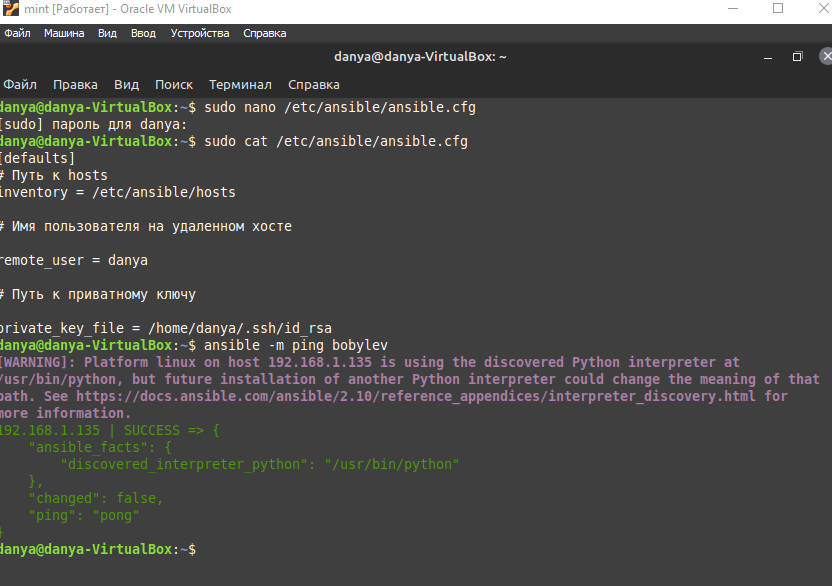 mint [Работает] - Oracle VM VirtualBox
Файл Машина Вид Ввод Устройства Справка
danya@danya-VirtualBox: ~
Файл Правка Вид Поиск Терминал Справка
danya@danya-VirtualBox:~$ sudo nano /etc/ansible/ansible.cfg
[sudo] пароль для danya:
danya@danya-VirtualBox:~$ sudo cat /etc/ansible/ansible.cfg
[defaults]
# Путь к hosts
inventory = /etc/ansible/hosts
# Имя пользователя на удаленном хосте
remote_user = danya
# Путь к приватному ключу
private_key_file = /home/danya/.ssh/id_rsa
danya@danya-VirtualBox:~$ ansible -m ping bobylev
[WARNING]: Platform linux on host 192.168.1.135 is using the discovered Python interpreter at
/usr/bin/python, but future installation of another Python interpreter could change the meaning of that
path. See https://docs.ansible.com/ansible/2.10/reference_appendices/interpreter_discovery.html for
more information.
192.168.1.135 | SUCCESS => {
    "ansible_facts": {
        "discovered_interpreter_python": "/usr/bin/python"
    },
    "changed": false,
    "ping": "pong"
}
danya@danya-VirtualBox:~$